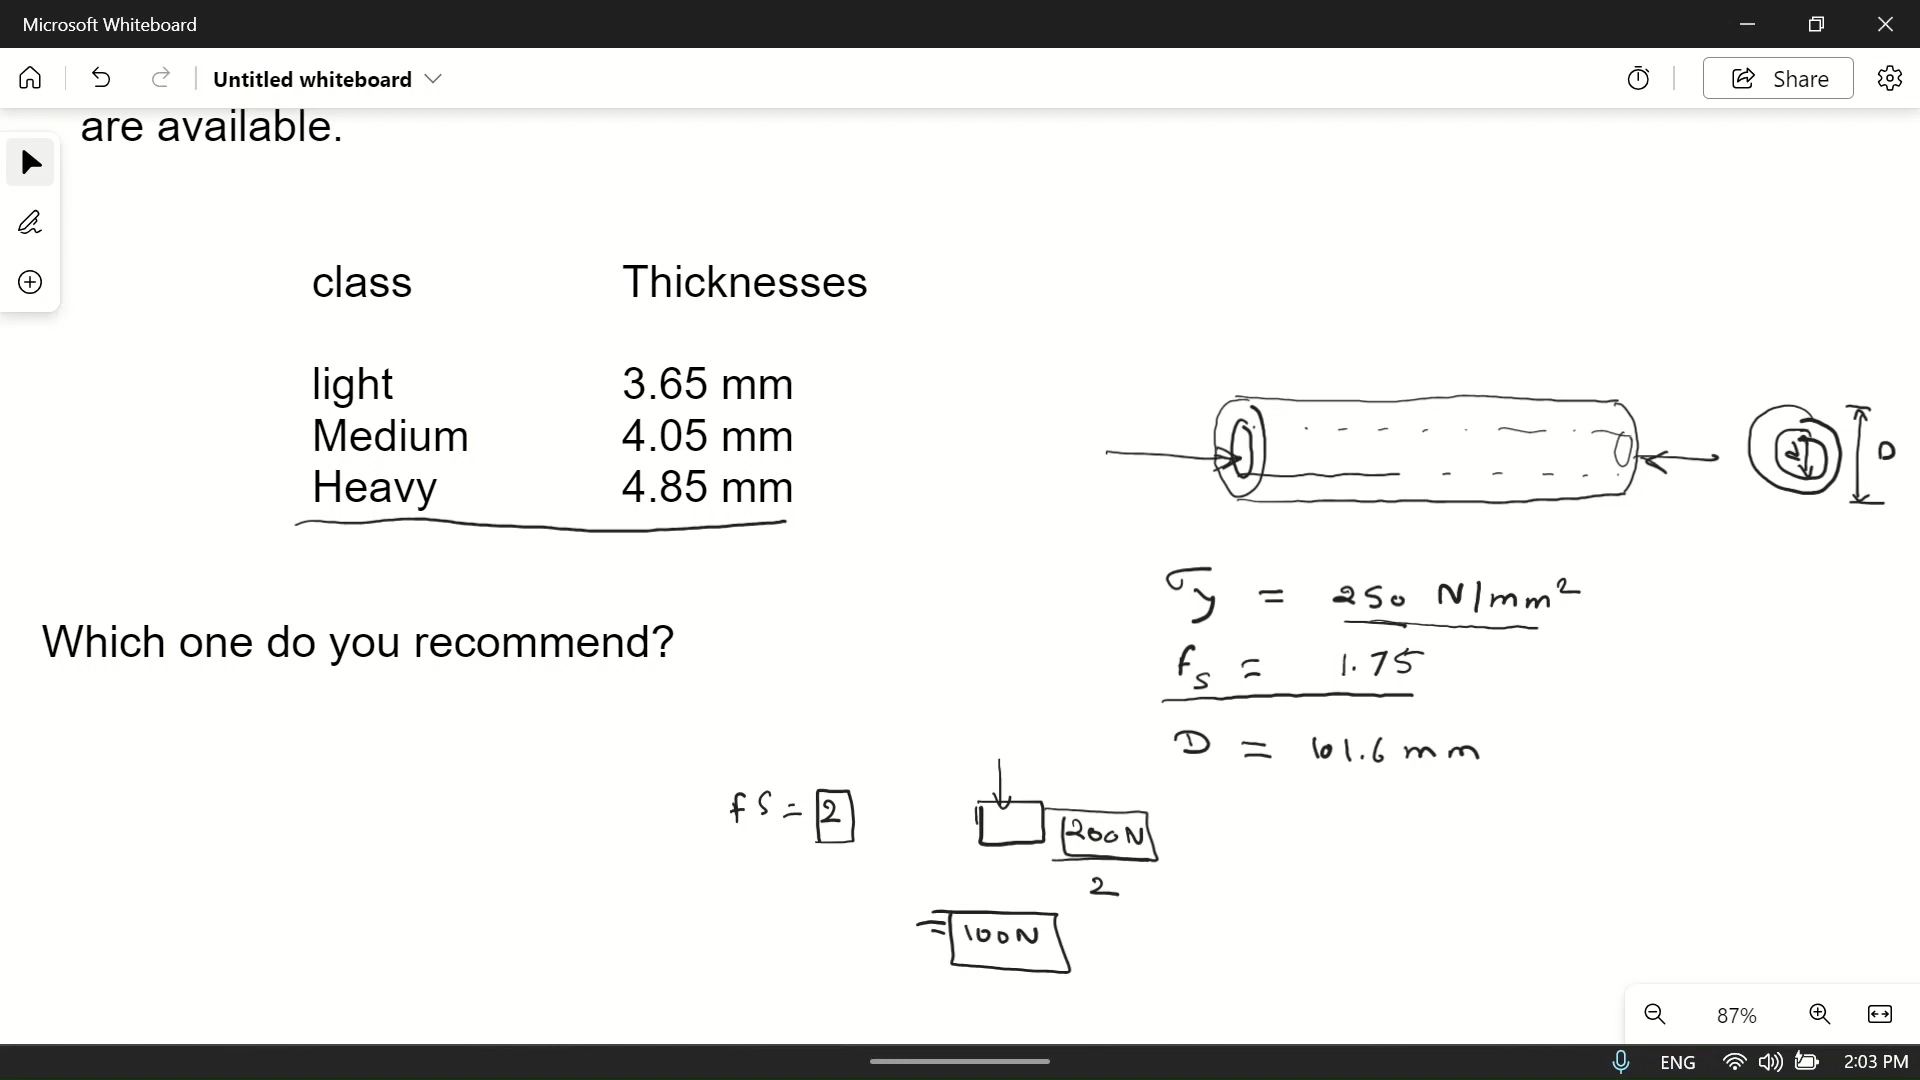 Microsoft Whiteboard
Untitled whiteboard
Share
are available.
class Thicknesses
light 3.65 mm
Medium 4.05 mm
Heavy 4.85 mm
D
σy = 250 N/mm²
Which one do you recommend?
fs = 1.75
D = 101.6 mm
fs = 2
200N
2
= 100N
87%
ENG 2:03 PM